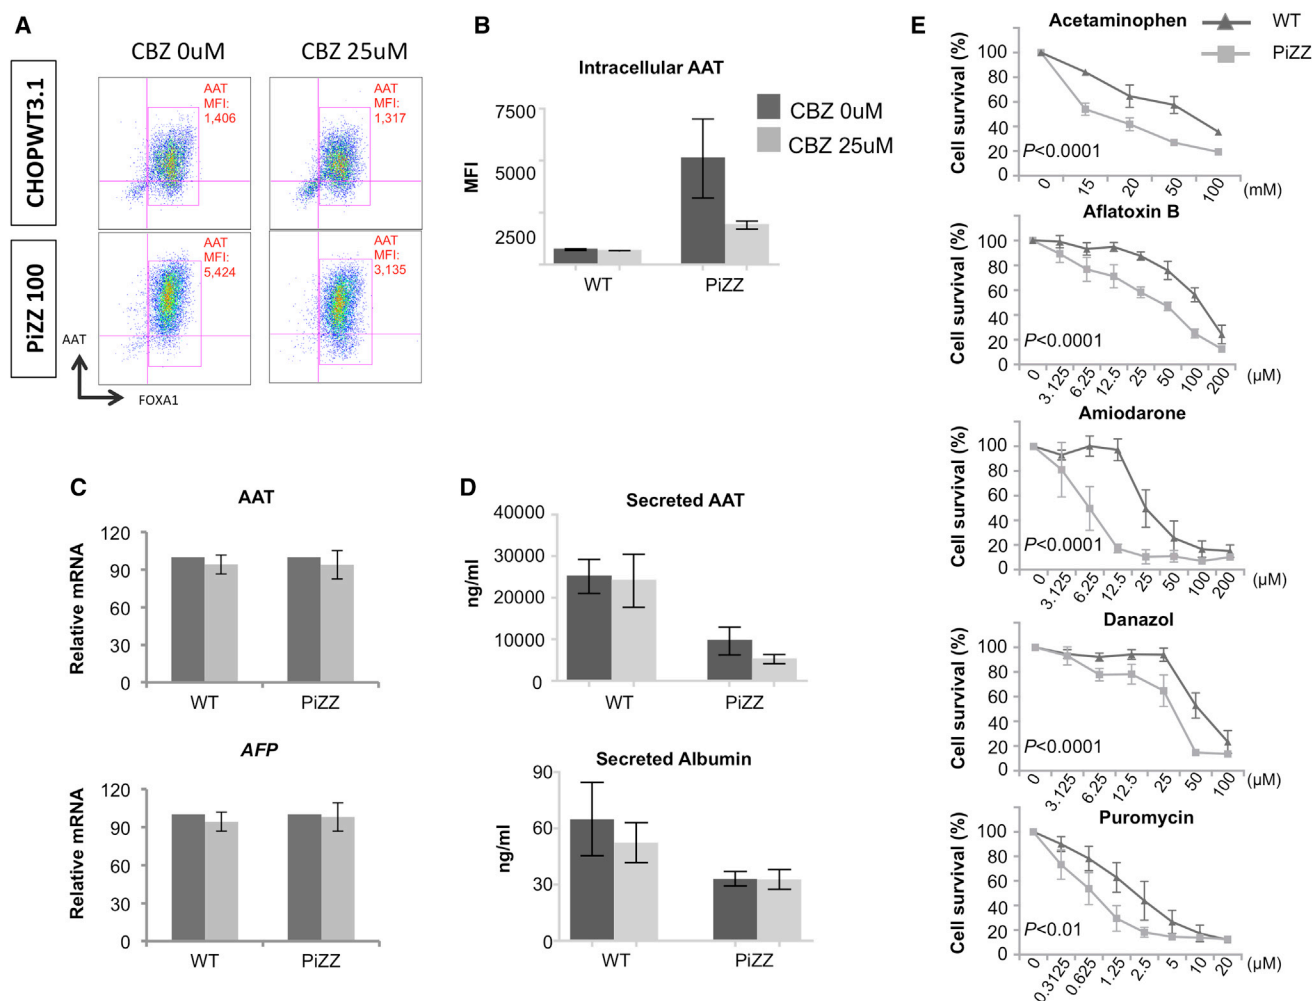 A
CBZ 0uM
CBZ 25uM
CHOPWT3.1
PiZZ 100
AAT
MFI:
1,406
AAT
MFI:
1,317
AAT
MFI:
5,424
AAT
MFI:
3,135
AAT
FOXA1
B
Intracellular AAT
MFI
7500
5000
2500
WT
PiZZ
CBZ 0uM
CBZ 25uM
C
AAT
Relative mRNA
120
90
60
30
0
WT
PiZZ
AFP
Relative mRNA
120
90
60
30
0
WT
PiZZ
D
Secreted AAT
ng/ml
40000
30000
20000
10000
0
WT
PiZZ
Secreted Albumin
ng/ml
90
60
30
0
WT
PiZZ
E
WT
PiZZ
Acetaminophen
Cell survival (%)
100
80
60
40
20
0
P<0.0001
0 15 20 50 100 (mM)
Aflatoxin B
Cell survival (%)
100
80
60
40
20
0
P<0.0001
0 3.125 6.25 12.5 25 50 100 200 (µM)
Amiodarone
Cell survival (%)
100
80
60
40
20
0
P<0.0001
0 3.125 6.25 12.5 25 50 100 200 (µM)
Danazol
Cell survival (%)
100
80
60
40
20
0
P<0.0001
0 3.125 6.25 12.5 25 50 100 (µM)
Puromycin
Cell survival (%)
100
80
60
40
20
0
P<0.01
0 0.3125 0.625 1.25 2.5 5 10 20 (µM)